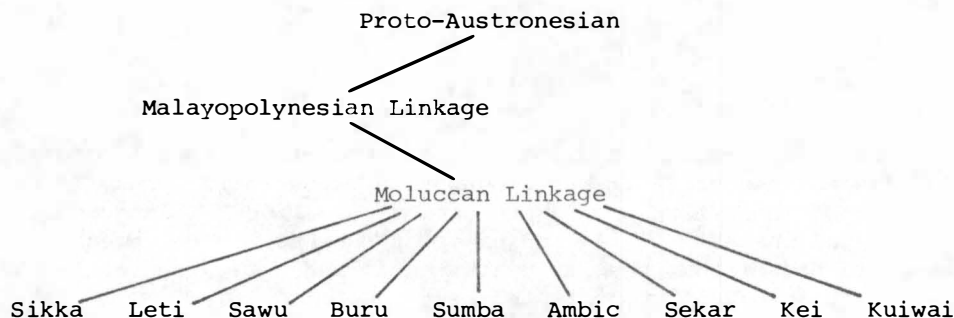 Proto-Austronesian
Malayopolynesian Linkage
Moluccan Linkage
Sikka Leti Sawu Buru Sumba Ambic Sekar Kei Kuiwai